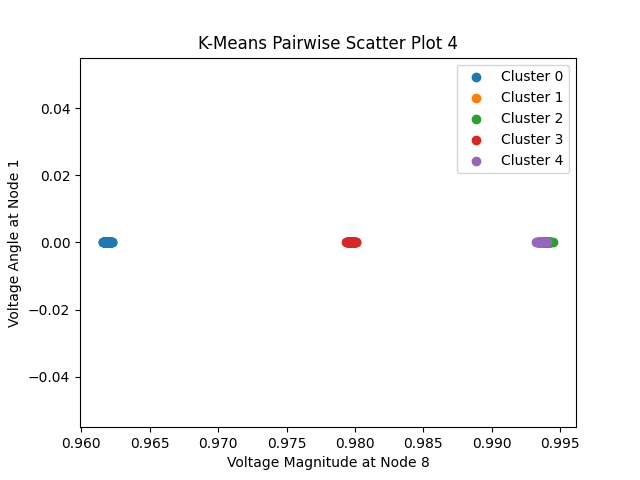 K-Means Pairwise Scatter Plot 4
Cluster 0
Cluster 1
Cluster 2
Cluster 3
Cluster 4
Voltage Angle at Node 1
0.04
0.02
0.00
−0.02
−0.04
0.960
0.965
0.970
0.975
0.980
0.985
0.990
0.995
Voltage Magnitude at Node 8